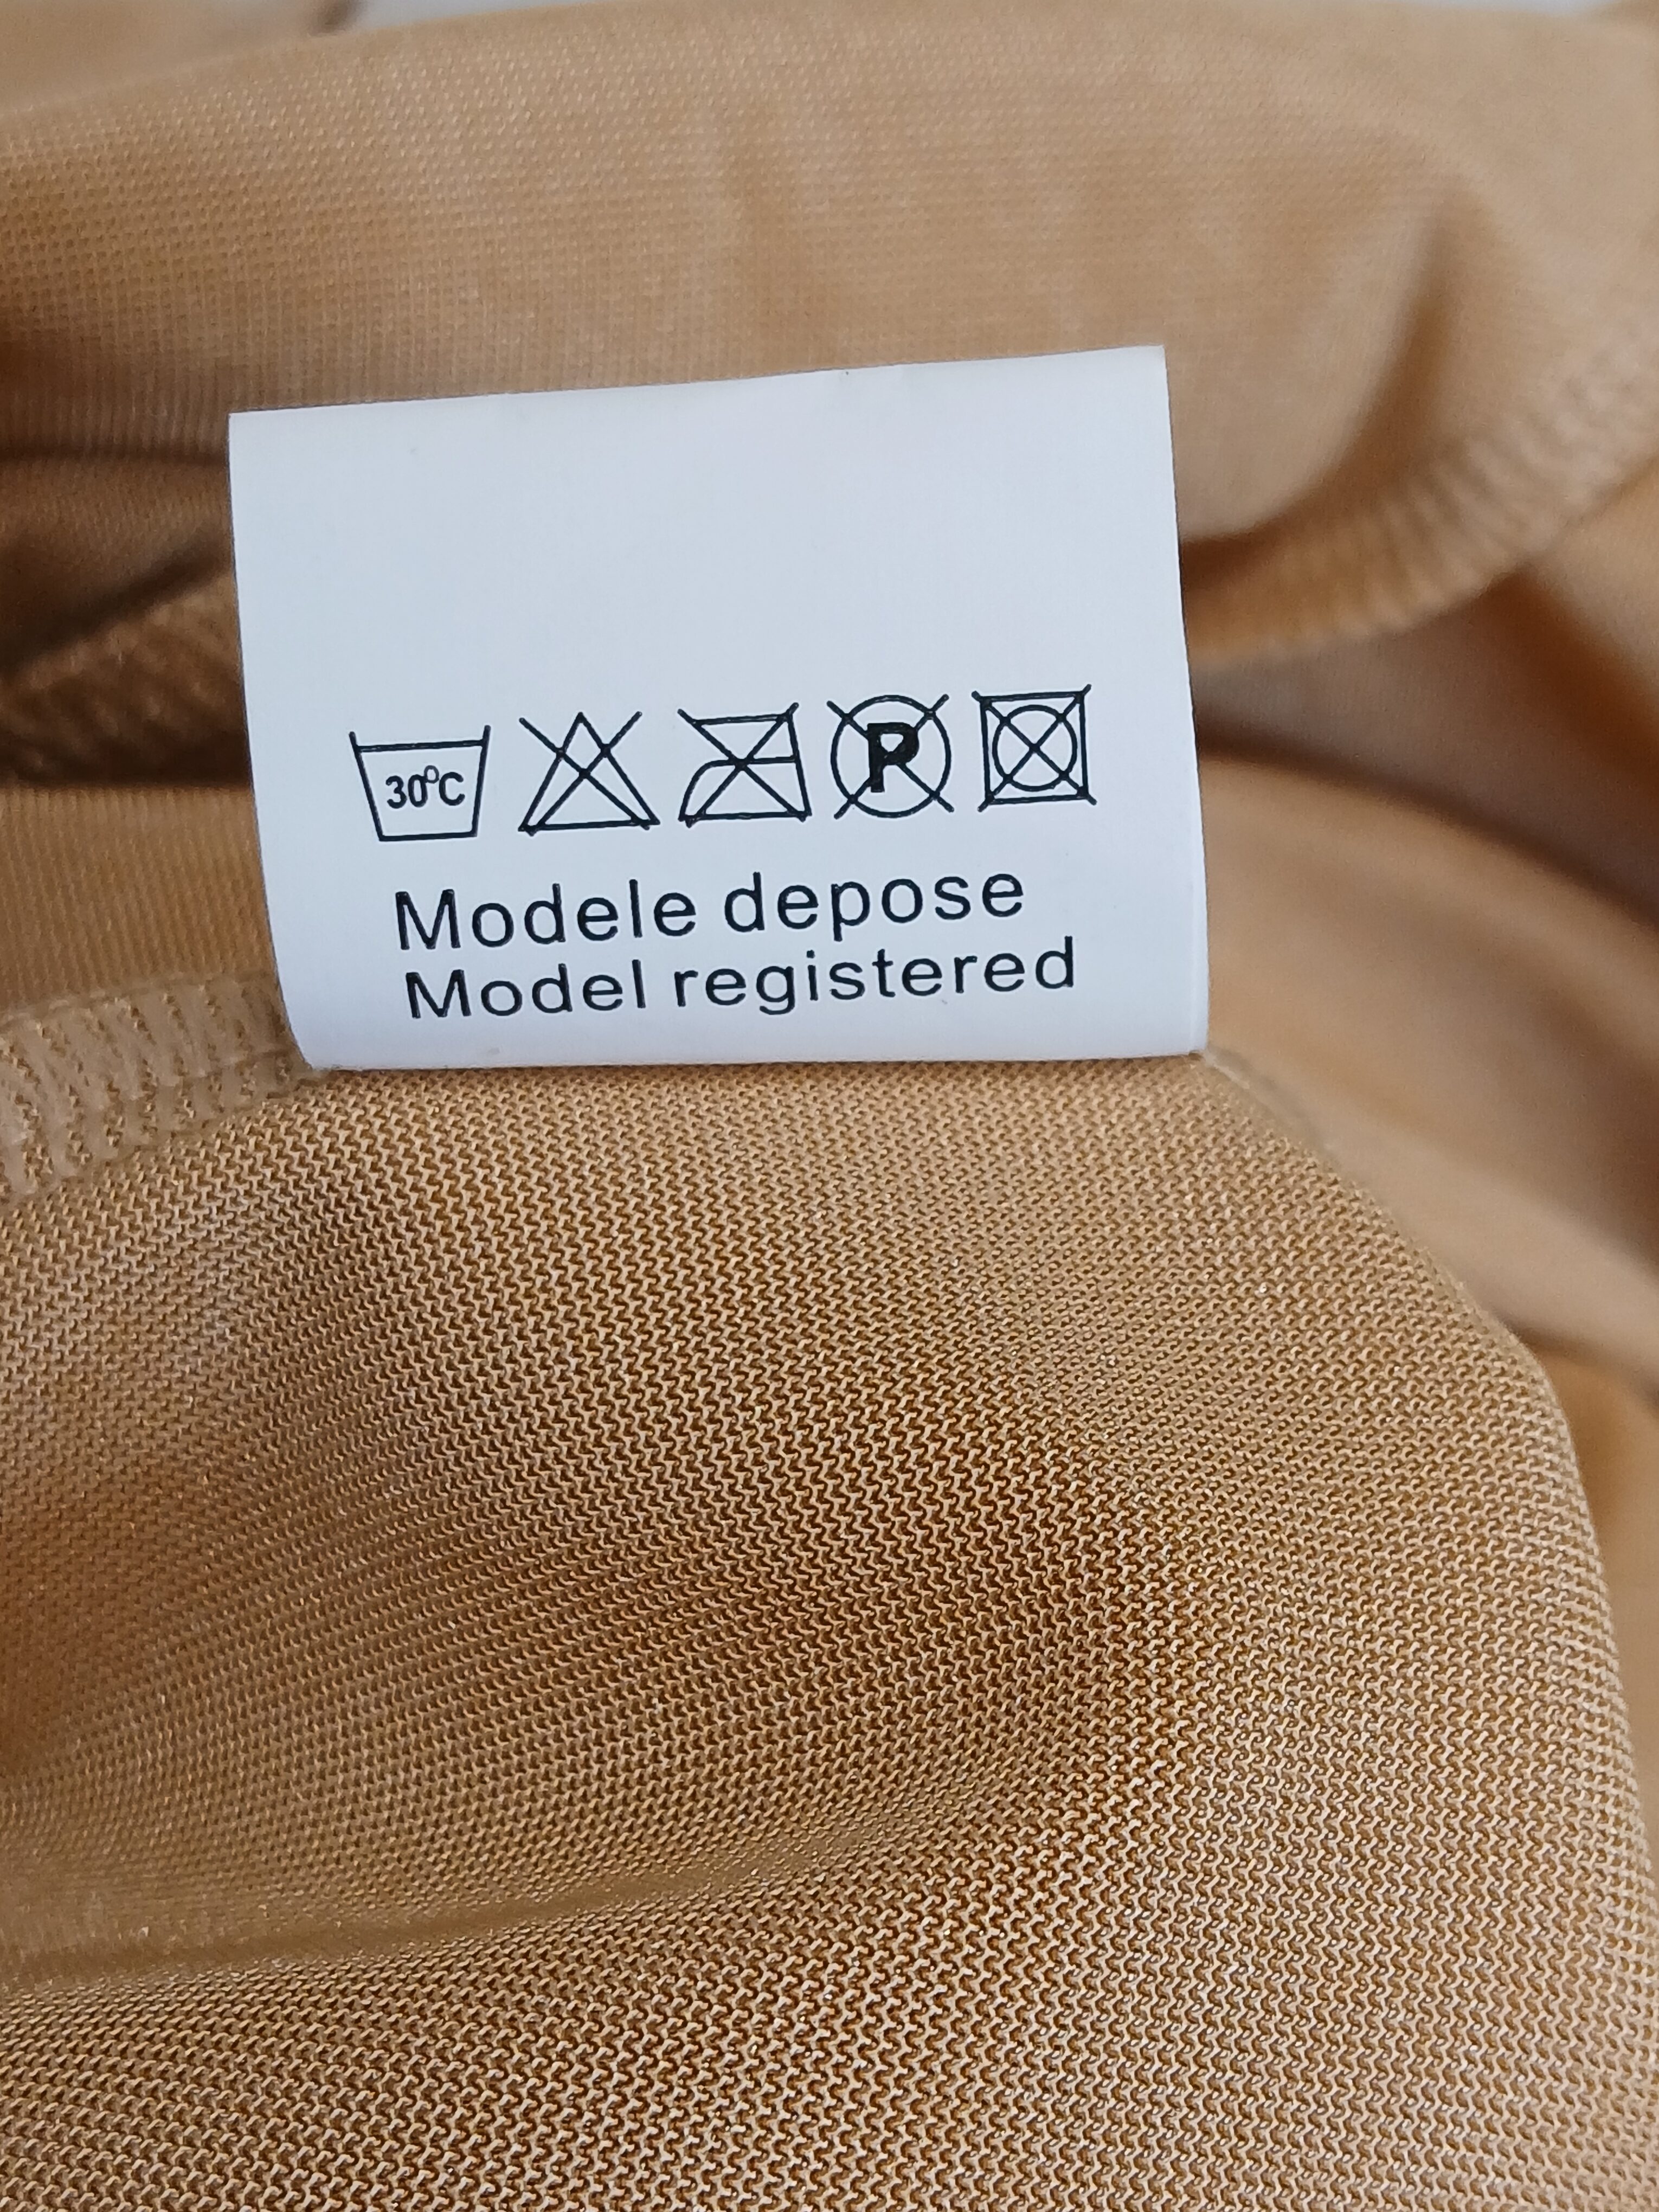 30°C P
Modele depose
Model registered